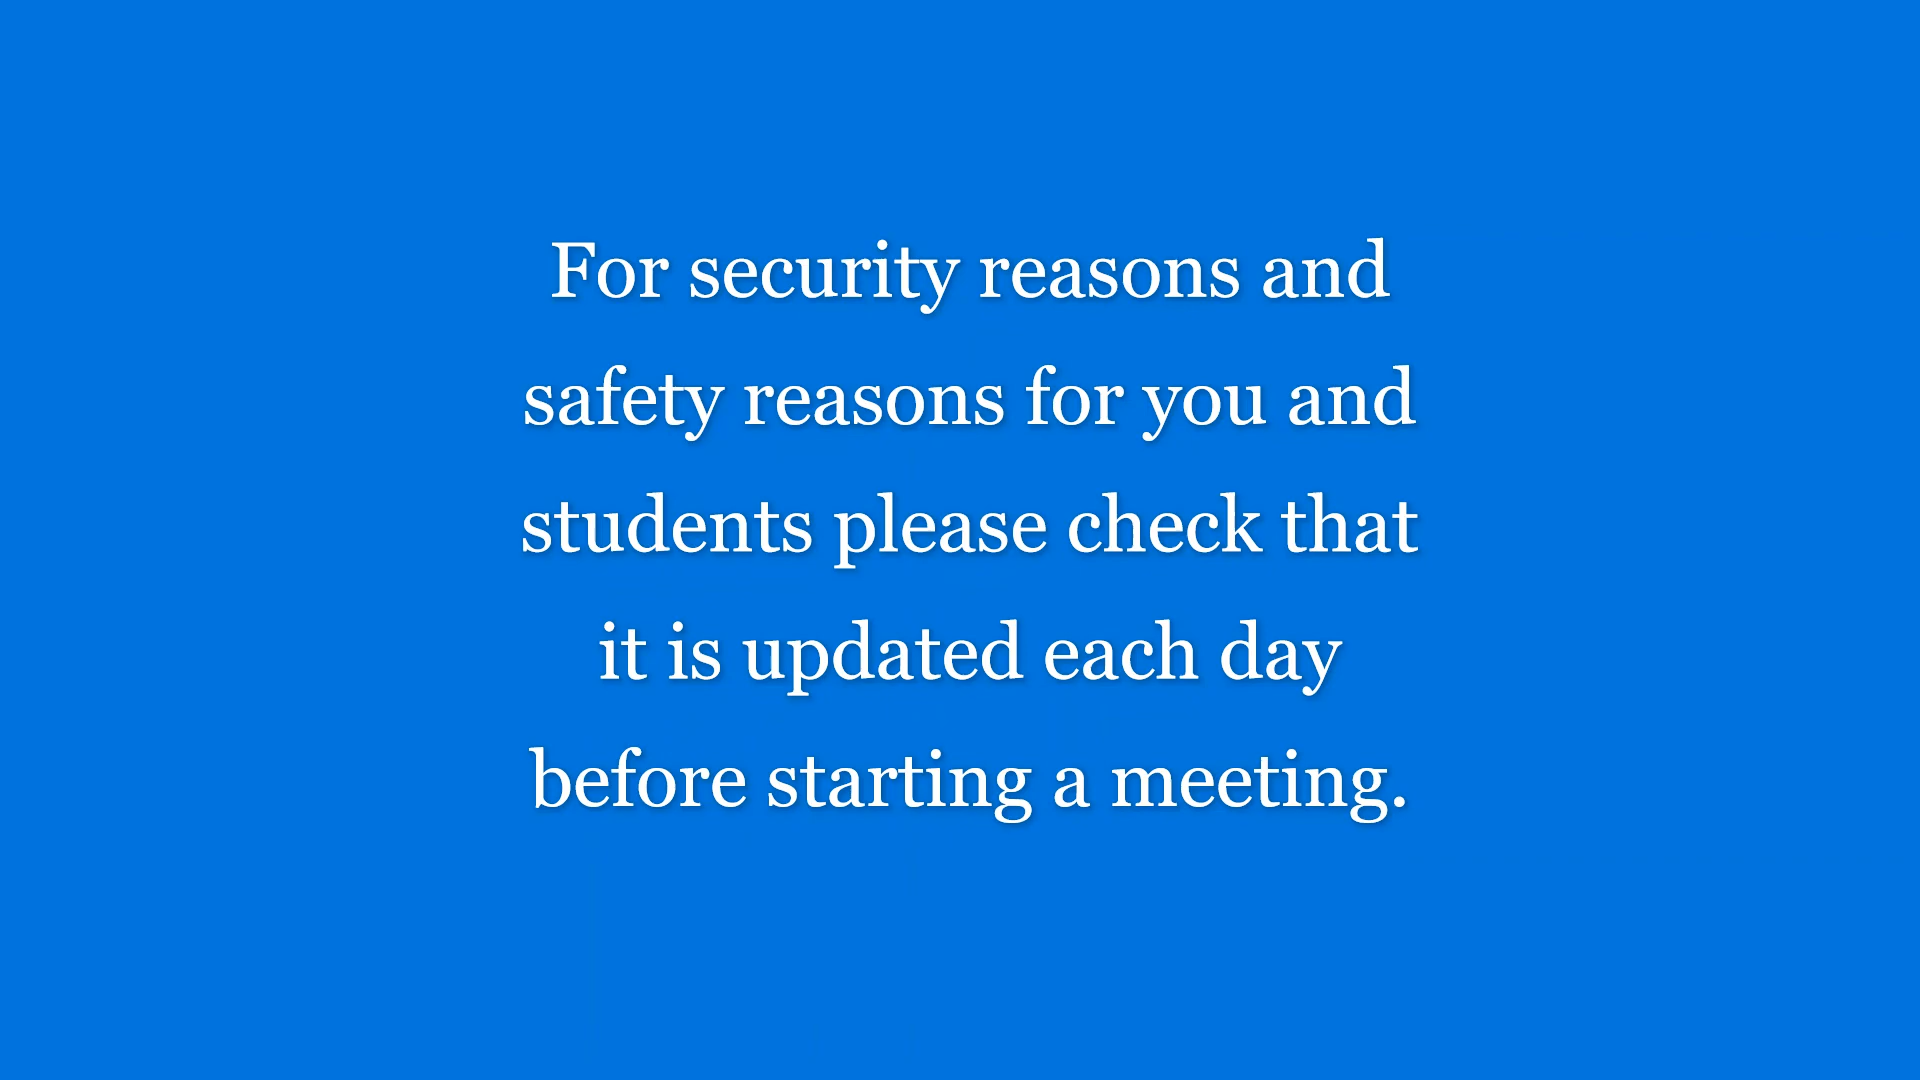 For security reasons and
safety reasons for you and
students please check that
it is updated each day
before starting a meeting.